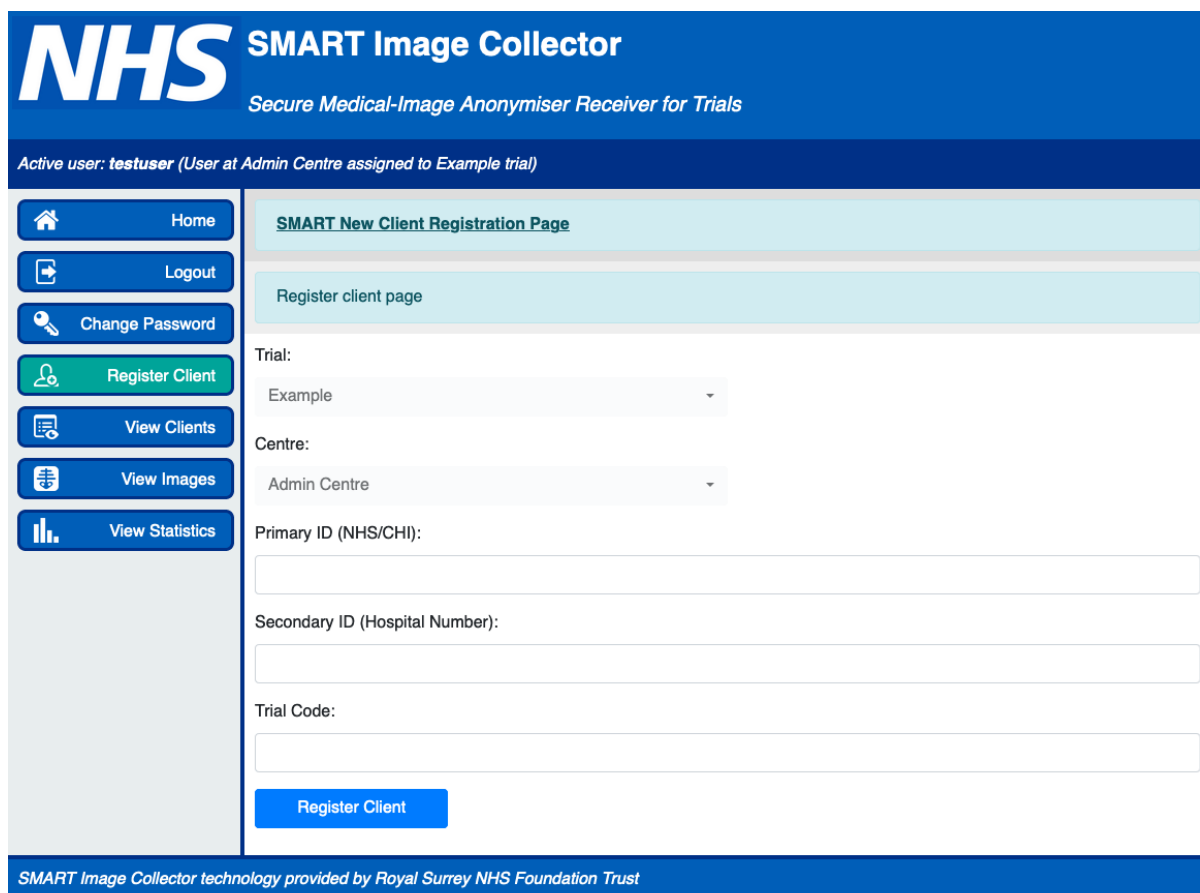 NHS
SMART Image Collector
Secure Medical-Image Anonymiser Receiver for Trials
Active user: testuser (User at Admin Centre assigned to Example trial)
Home
Logout
Change Password
Register Client
View Clients
View Images
View Statistics
SMART New Client Registration Page
Register client page
Trial:
Example
Centre:
Admin Centre
Primary ID (NHS/CHI):
Secondary ID (Hospital Number):
Trial Code:
Register Client
SMART Image Collector technology provided by Royal Surrey NHS Foundation Trust